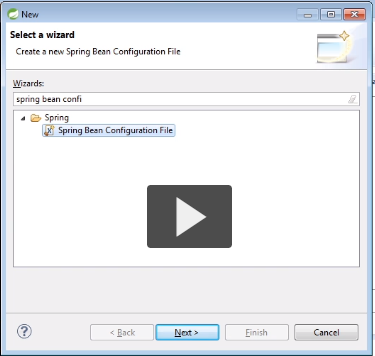 New
Select a wizard
Create a new Spring Bean Configuration File
Wizards:
spring bean confi
Spring
Spring Bean Configuration File
?
< Back
Next >
Finish
Cancel